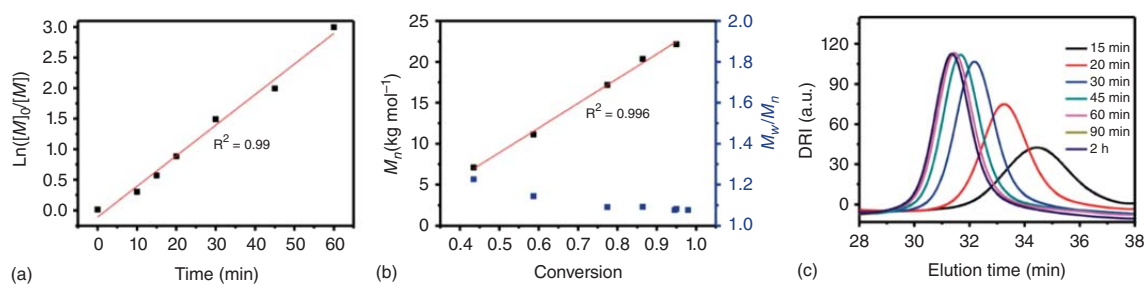 3.0
2.5
2.0
1.5
1.0
0.5
0.0
Ln([M]₀/[M])
R² = 0.99
0 10 20 30 40 50 60
Time (min)
(a)
25
20
15
10
5
0
Mₙ(kg mol⁻¹)
R² = 0.996
2.0
1.8
1.6
1.4
1.2
1.0
M_w/Mₙ
0.4 0.5 0.6 0.7 0.8 0.9 1.0
Conversion
(b)
120
90
60
30
0
DRI (a.u.)
15 min
20 min
30 min
45 min
60 min
90 min
2 h
28 30 32 34 36 38
Elution time (min)
(c)